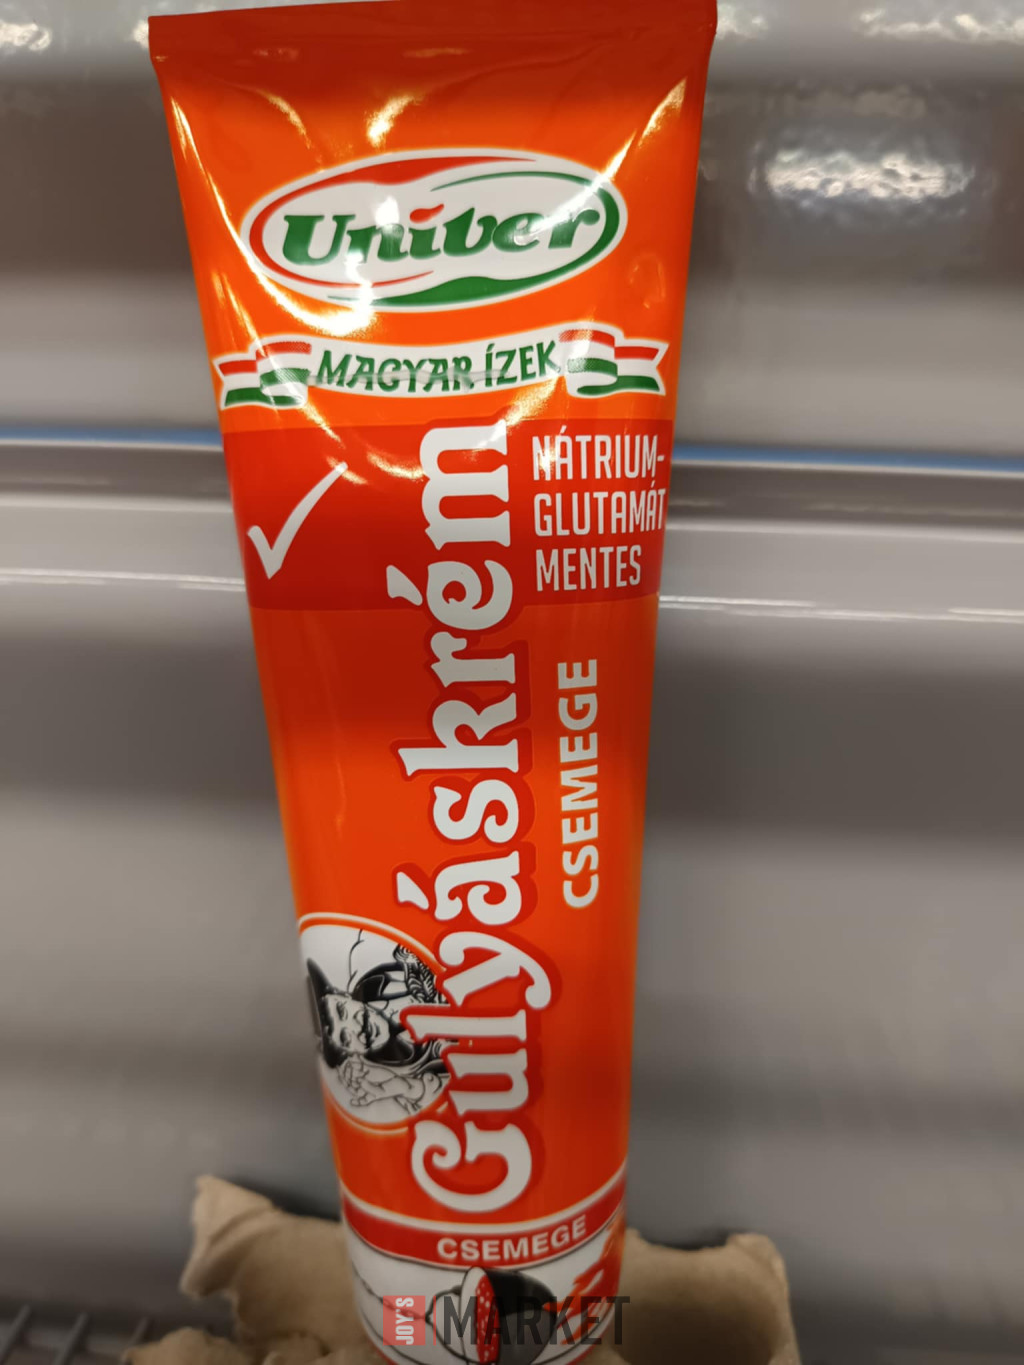 Univer
MAGYAR ÍZEK
NÁTRIUM-
GLUTAMÁT
MENTES
Gulyáskrém
CSEMEGE
CSEMEGE
JOY'S
MARKET